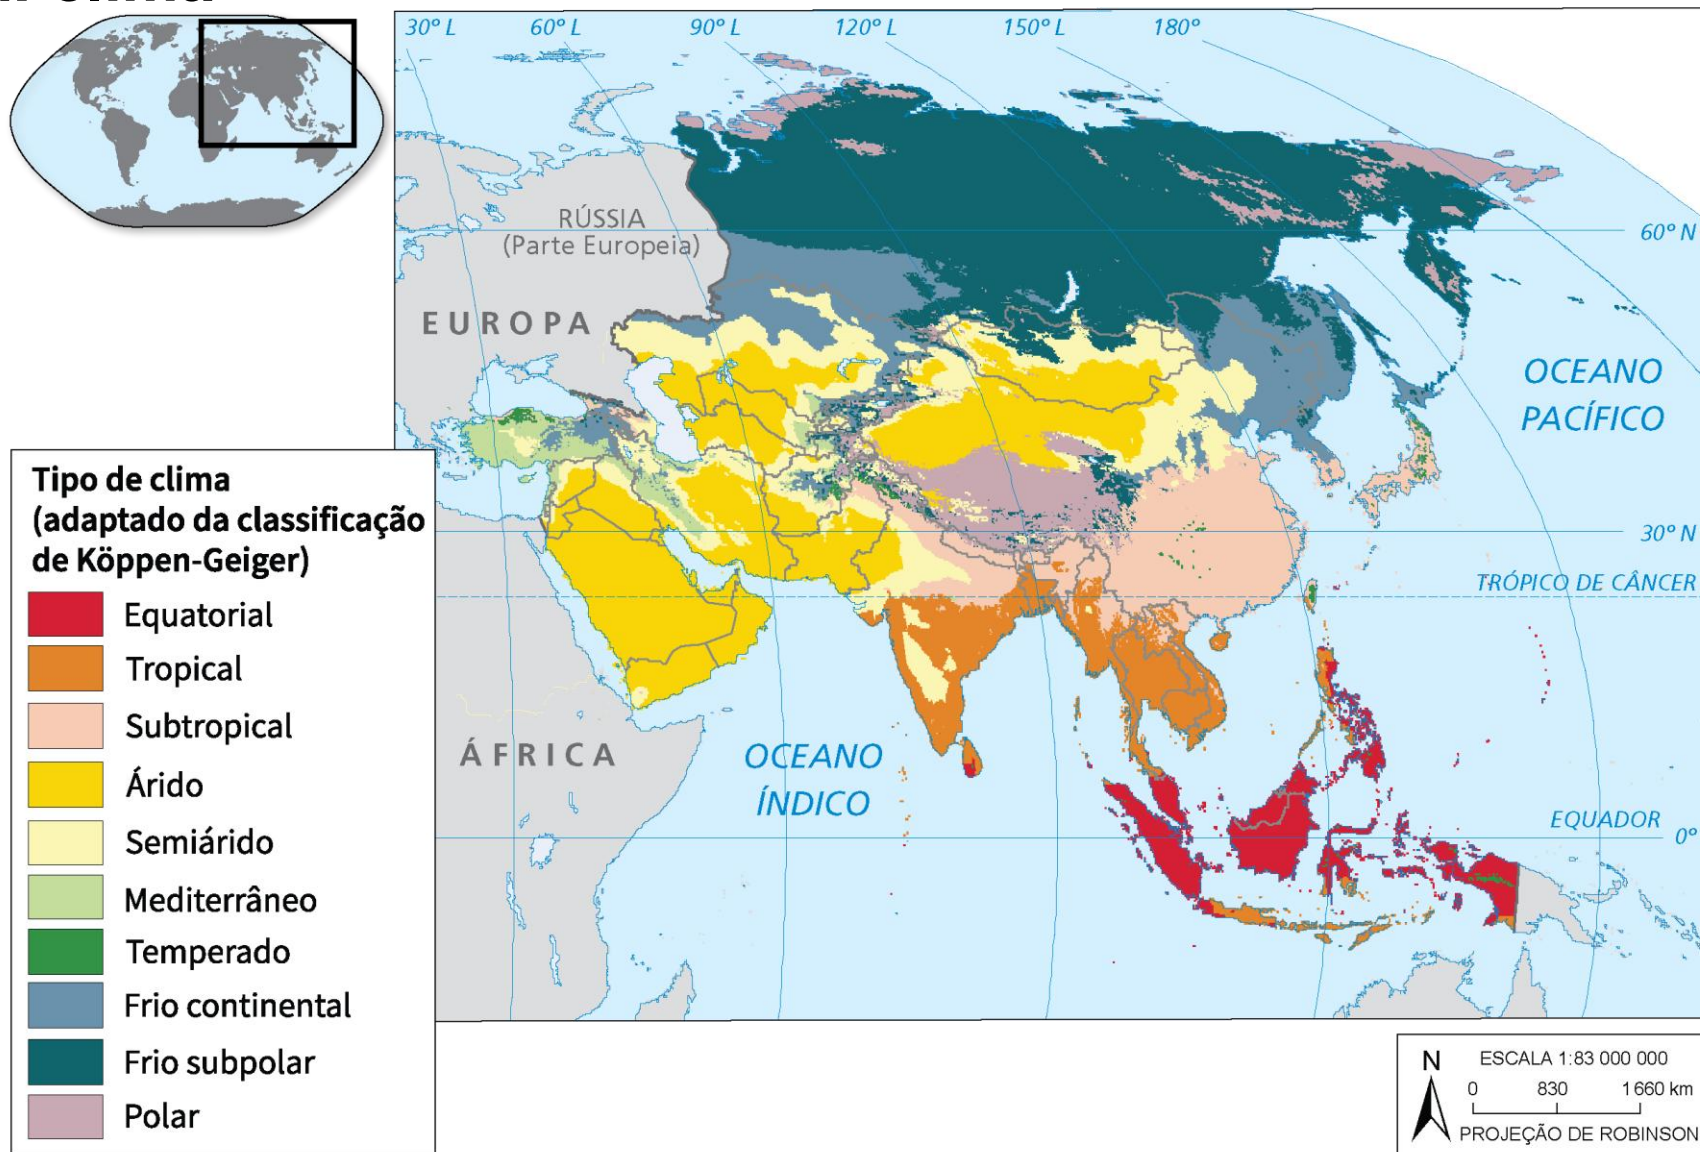 30° L
60° L
90° L
120° L
150° L
180°
RÚSSIA
(Parte Europeia)
60° N
EUROPA
OCEANO
PACÍFICO
Tipo de clima
(adaptado da classificação
de Köppen-Geiger)
Equatorial
Tropical
Subtropical
Árido
Semiárido
Mediterrâneo
Temperado
Frio continental
Frio subpolar
Polar
30° N
TRÓPICO DE CÂNCER
ÁFRICA
OCEANO
ÍNDICO
EQUADOR
0°
N
ESCALA 1:83 000 000
0 830 1 660 km
PROJEÇÃO DE ROBINSON